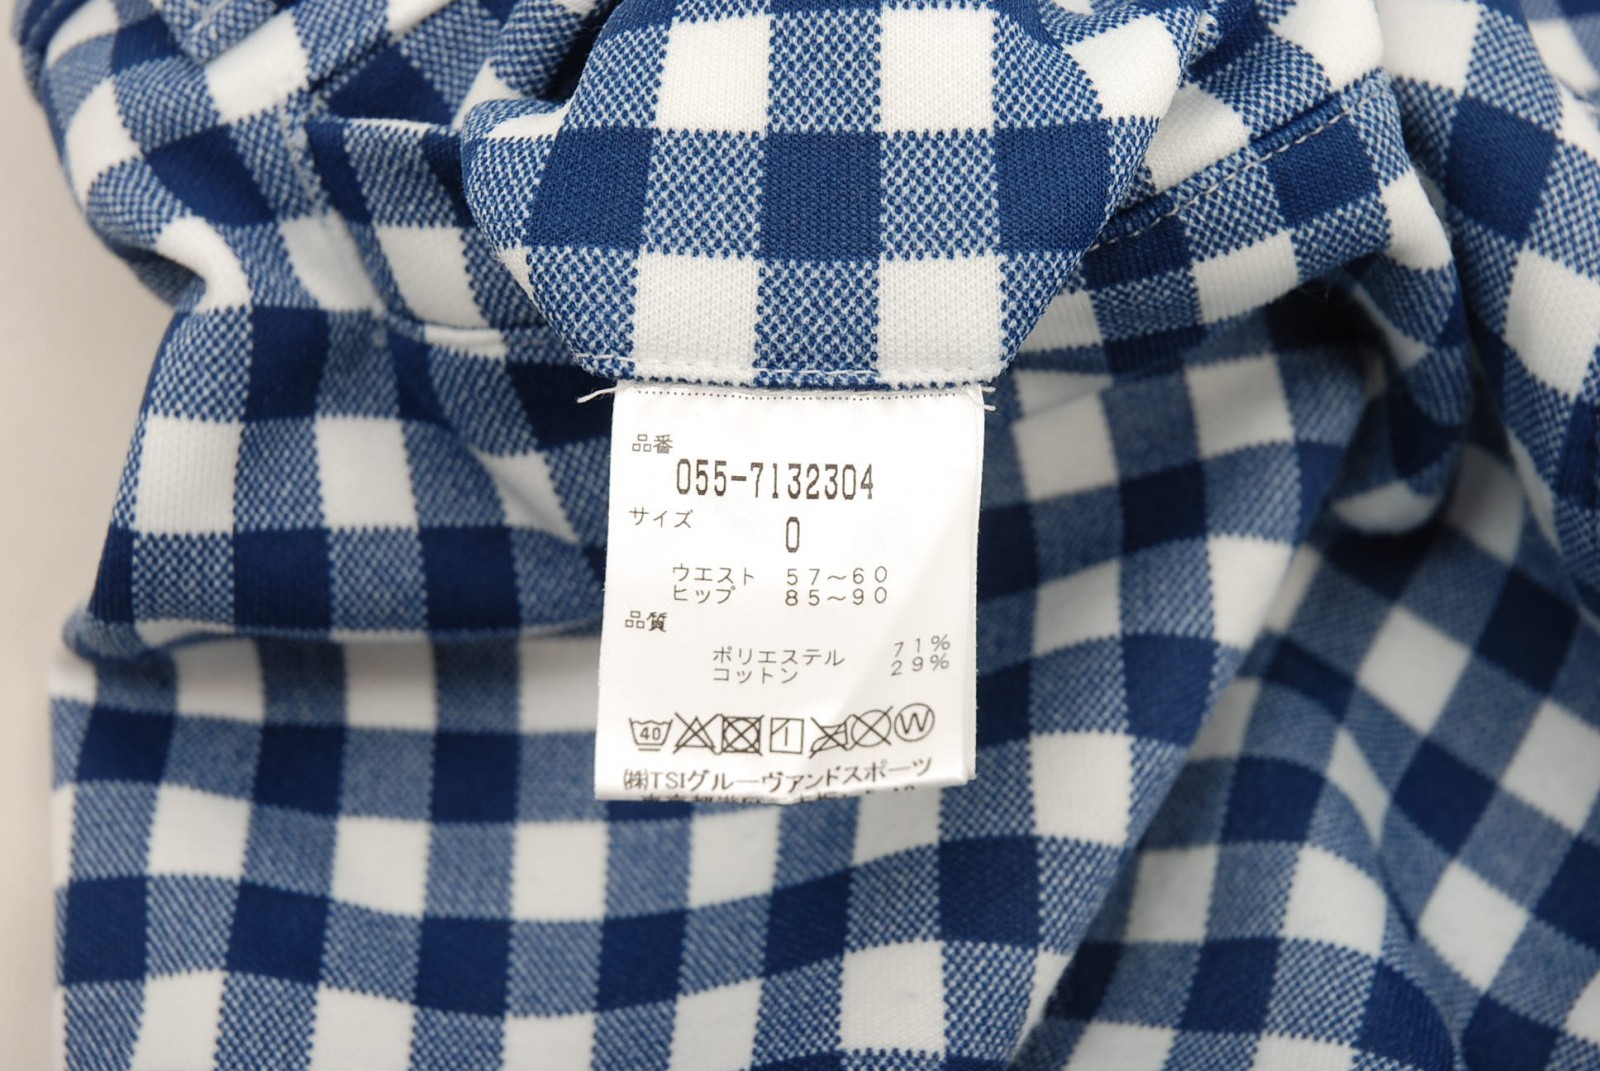 品番
055-7132304
サイズ
0
ウエスト 57～60
ヒップ 85～90
品質
ポリエステル 71%
コットン 29%
40 W
㈱TSIグルーヴアンドスポーツ